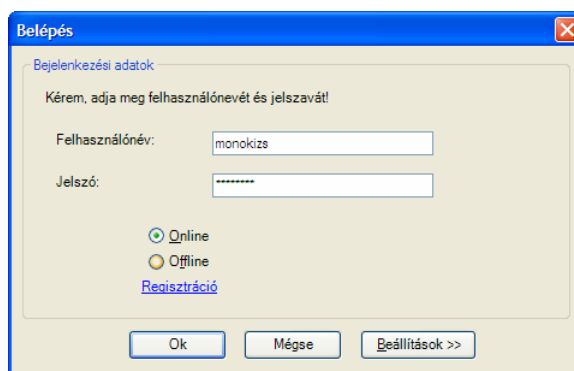 Belépés
Bejelenkezési adatok
Kérem, adja meg felhasználónevét és jelszavát!
Felhasználónév: monokizs
Jelszó: ********
Online
Offline
Regisztráció
Ok Mégse Beállítások >>